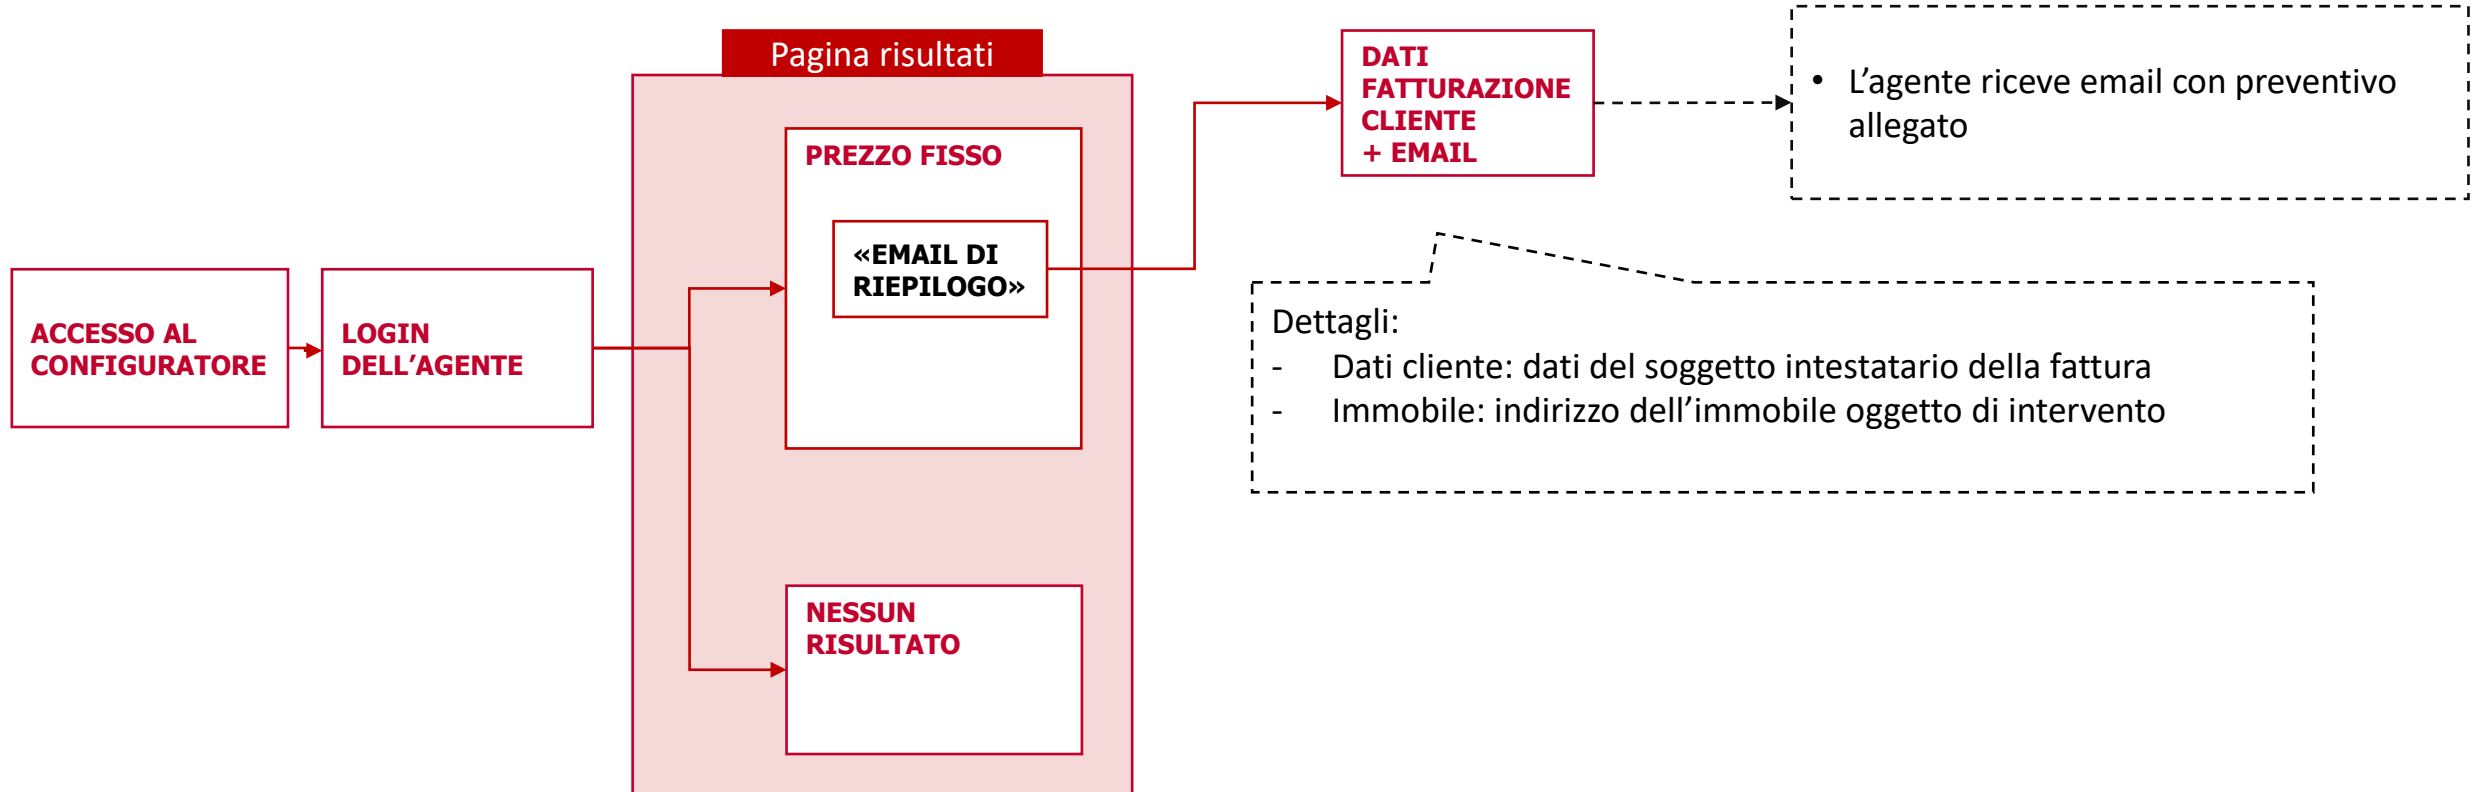 ACCESSO AL
CONFIGURATORE
LOGIN
DELL’AGENTE
Pagina risultati
PREZZO FISSO
«EMAIL DI
RIEPILOGO»
NESSUN
RISULTATO
DATI
FATTURAZIONE
CLIENTE
+ EMAIL
• L’agente riceve email con preventivo
allegato
Dettagli:
- Dati cliente: dati del soggetto intestatario della fattura
- Immobile: indirizzo dell’immobile oggetto di intervento